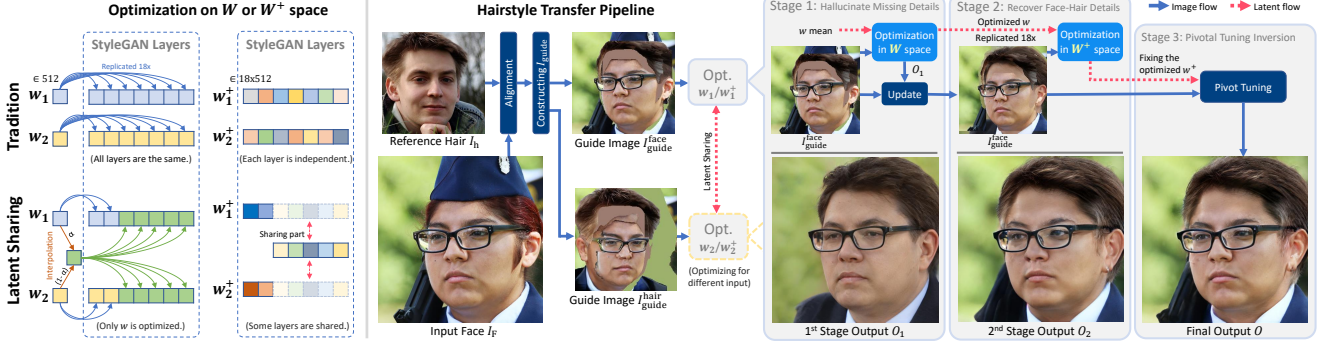 Optimization on W or W⁺ space
Tradition
Latent Sharing
StyleGAN Layers
StyleGAN Layers
∈ 512
Replicated 18x
w₁
w₂
(All layers are the same.)
∈ 18x512
w₁⁺
w₂⁺
(Each layer is independent.)
w₁
α
Interpolation
(1-α)
w₂
(Only w is optimized.)
w₁⁺
Sharing part
w₂⁺
(Some layers are shared.)
Hairstyle Transfer Pipeline
Reference Hair I_h
Alignment
Constructing I_guide
Input Face I_F
Guide Image I_guide^face
Guide Image I_guide^hair
Opt.
w₁/w₁⁺
Latent Sharing
Opt.
w₂/w₂⁺
(Optimizing for
different input)
Stage 1: Hallucinate Missing Details
w mean
Optimization
in W space
O₁
Update
I_guide^face
1st Stage Output O₁
Stage 2: Recover Face-Hair Details
Optimized w
Replicated 18x
Optimization
in W⁺ space
I_guide^face
2nd Stage Output O₂
Image flow
Latent flow
Stage 3: Pivotal Tuning Inversion
Fixing the
optimized w⁺
Pivot Tuning
Final Output O